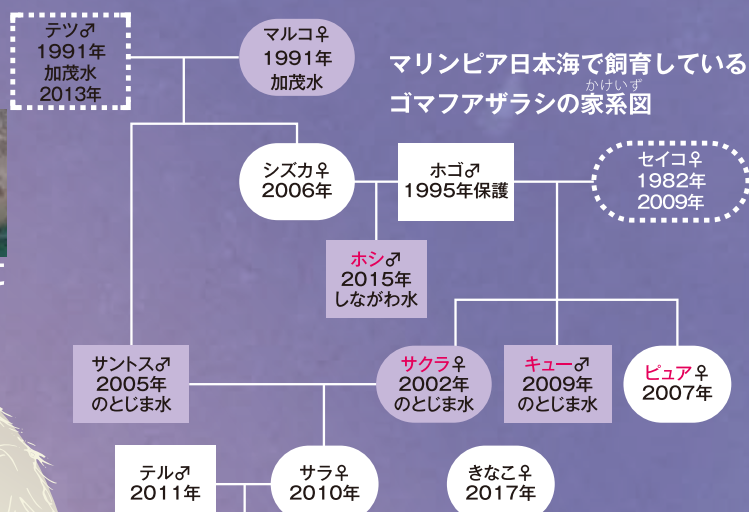 テツ♂
1991年
加茂水
2013年
マルコ♀
1991年
加茂水
マリンピア日本海で飼育している
ゴマフアザラシの家系図
かけいず
シズカ♀
2006年
ホゴ♂
1995年保護
セイコ♀
1982年
2009年
ホシ♂
2015年
しながわ水
サントス♂
2005年
のとじま水
サクラ♀
2002年
のとじま水
キュー♂
2009年
のとじま水
ピュア♀
2007年
テル♂
2011年
サラ♀
2010年
きなこ♀
2017年